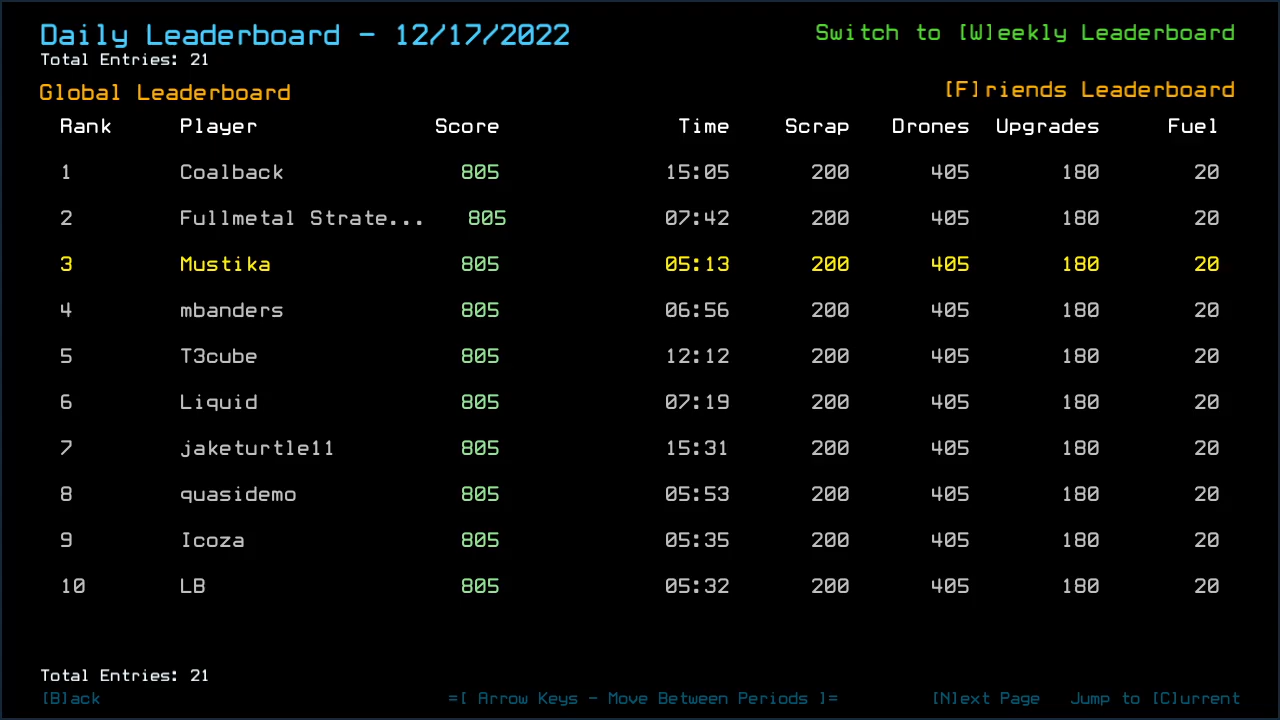 Daily Leaderboard - 12/17/2022 Switch to [W]eekly Leaderboard
Total Entries: 21
Global Leaderboard [F]riends Leaderboard
Rank Player Score Time Scrap Drones Upgrades Fuel
1 Coalback 805 15:05 200 405 180 20
2 Fullmetal Strate... 805 07:42 200 405 180 20
3 Mustika 805 05:13 200 405 180 20
4 mbanders 805 06:56 200 405 180 20
5 T3cube 805 12:12 200 405 180 20
6 Liquid 805 07:19 200 405 180 20
7 jaketurtle11 805 15:31 200 405 180 20
8 quasidemo 805 05:53 200 405 180 20
9 Icoza 805 05:35 200 405 180 20
10 LB 805 05:32 200 405 180 20
Total Entries: 21
[B]ack =[ Arrow Keys - Move Between Periods ]= [N]ext Page Jump to [C]urrent